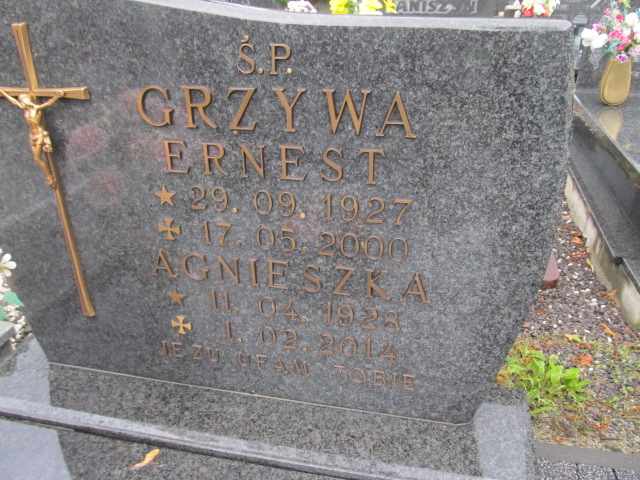 Ś.P.
GRZYWA
ERNEST
29. 09. 1927
17. 05. 2000
AGNIESZKA
11. 04. 1928
1. 02. 2014
JEZU UFAM TOBIE